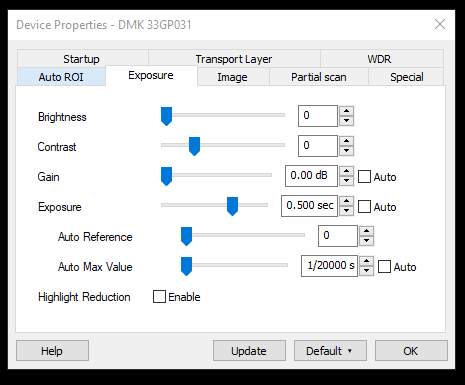 Device Properties - DMK 33GP031
Startup Transport Layer WDR
Auto ROI Exposure Image Partial scan Special
Brightness 0
Contrast 0
Gain 0.00 dB Auto
Exposure 0.500 sec Auto
Auto Reference 0
Auto Max Value 1/20000 s Auto
Highlight Reduction Enable
Help Update Default OK